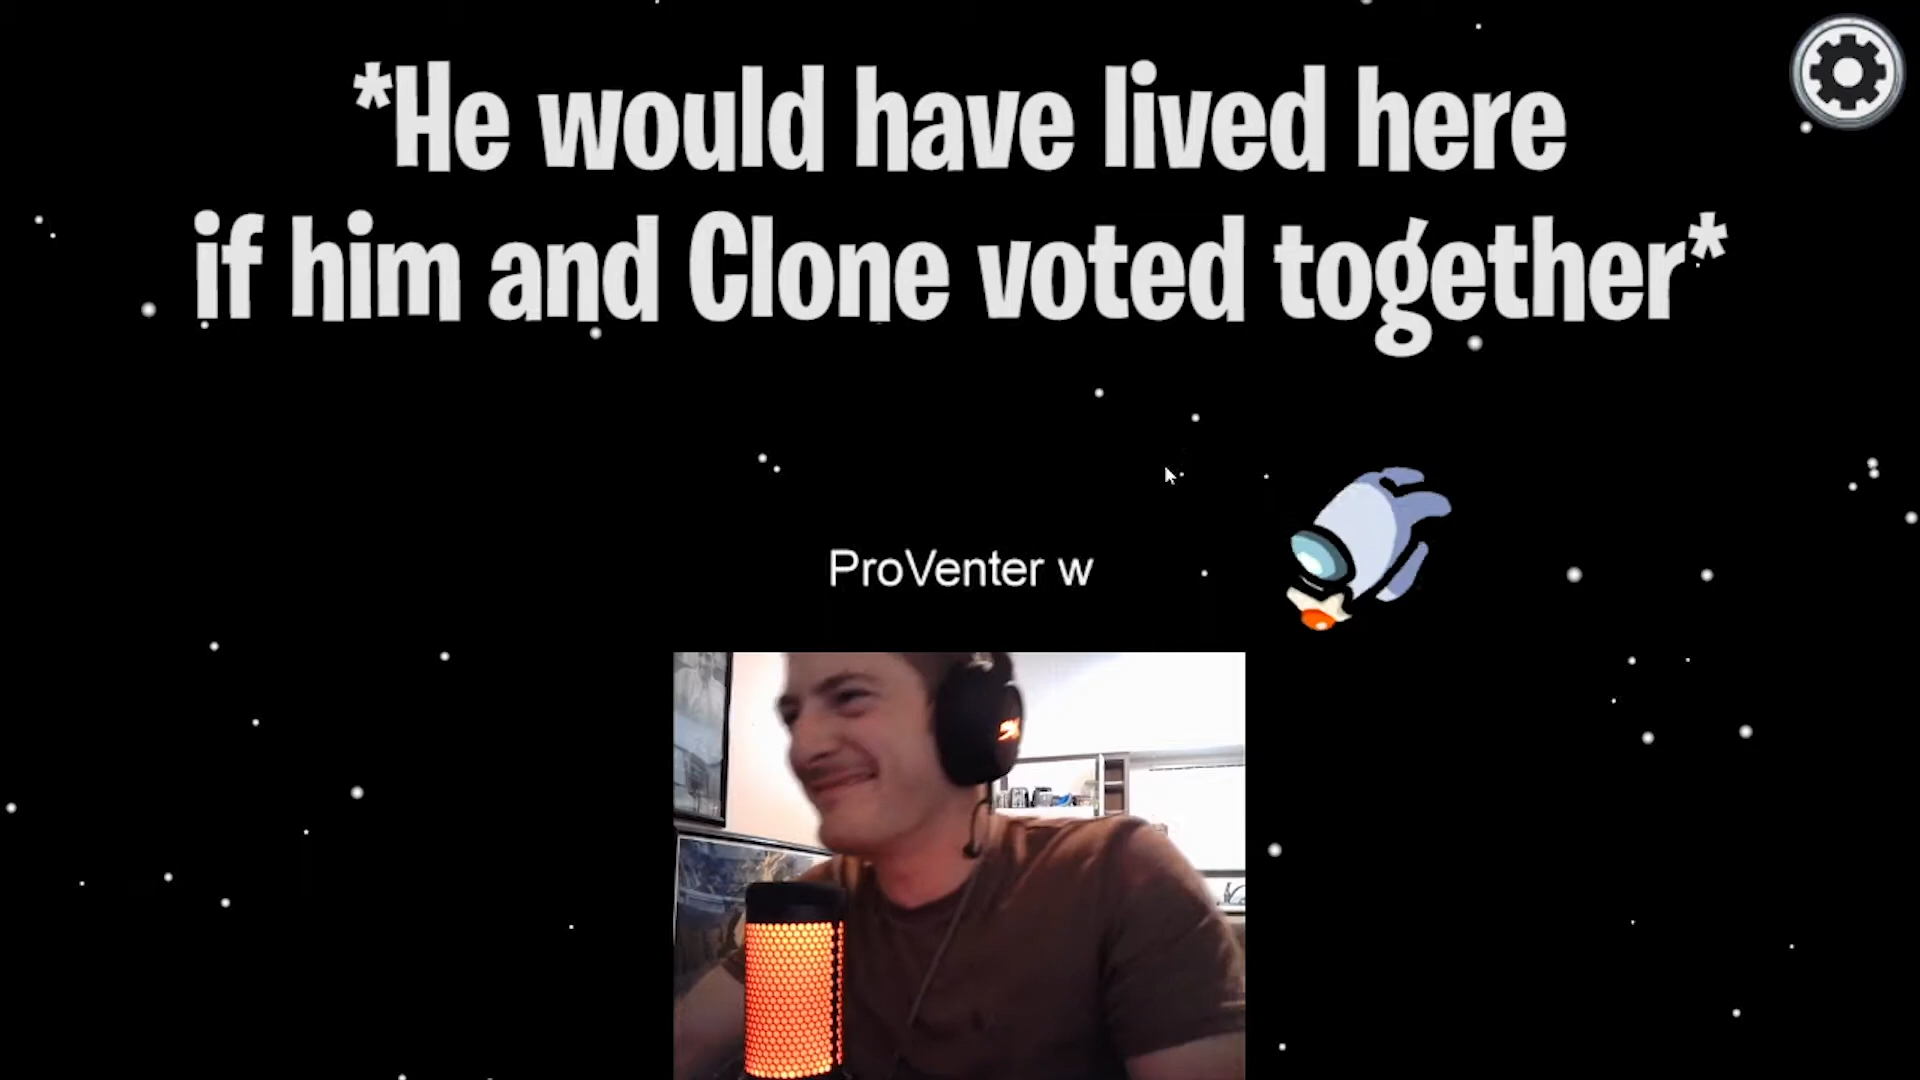 *He would have lived here
if him and Clone voted together*
ProVenter w